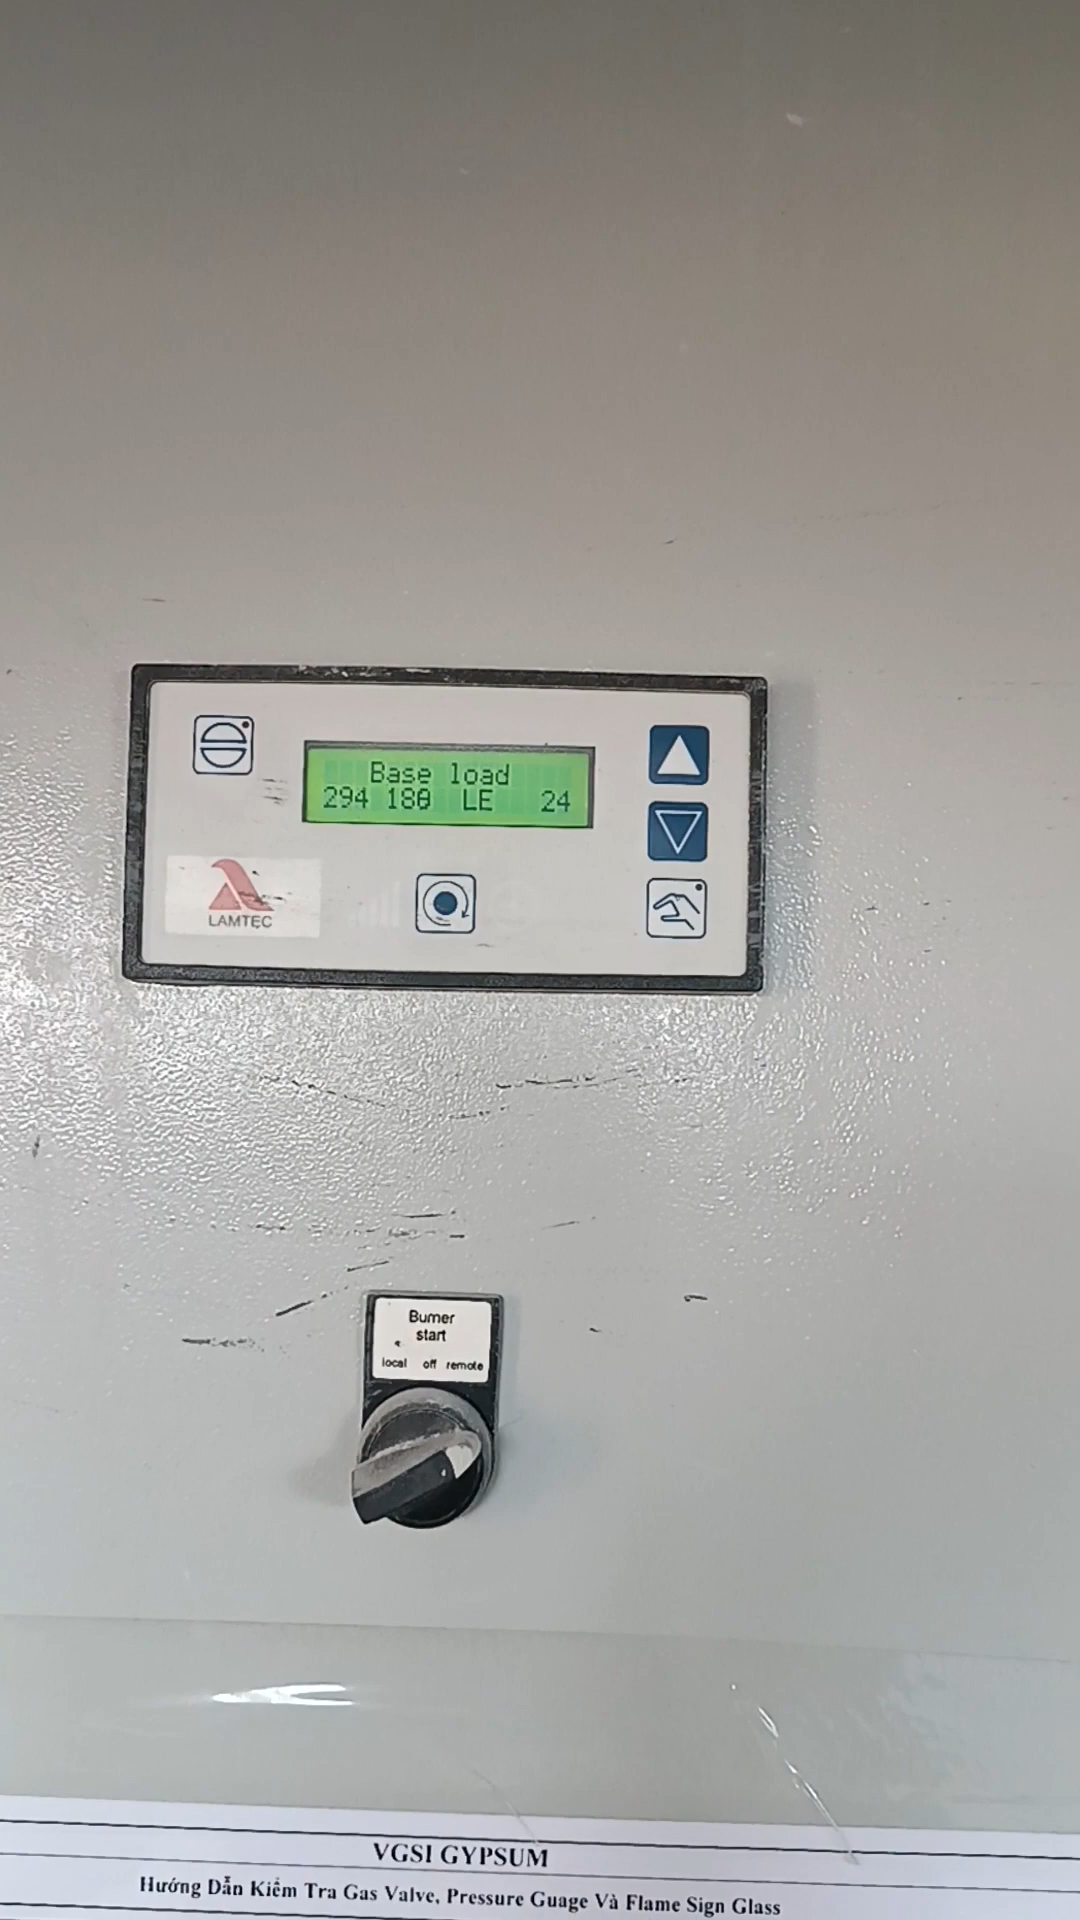 Base load
294 180 LE 24
LAMTEC
Burner
start
local off remote
VGSI GYPSUM
Hướng Dẫn Kiểm Tra Gas Valve, Pressure Guage Và Flame Sign Glass